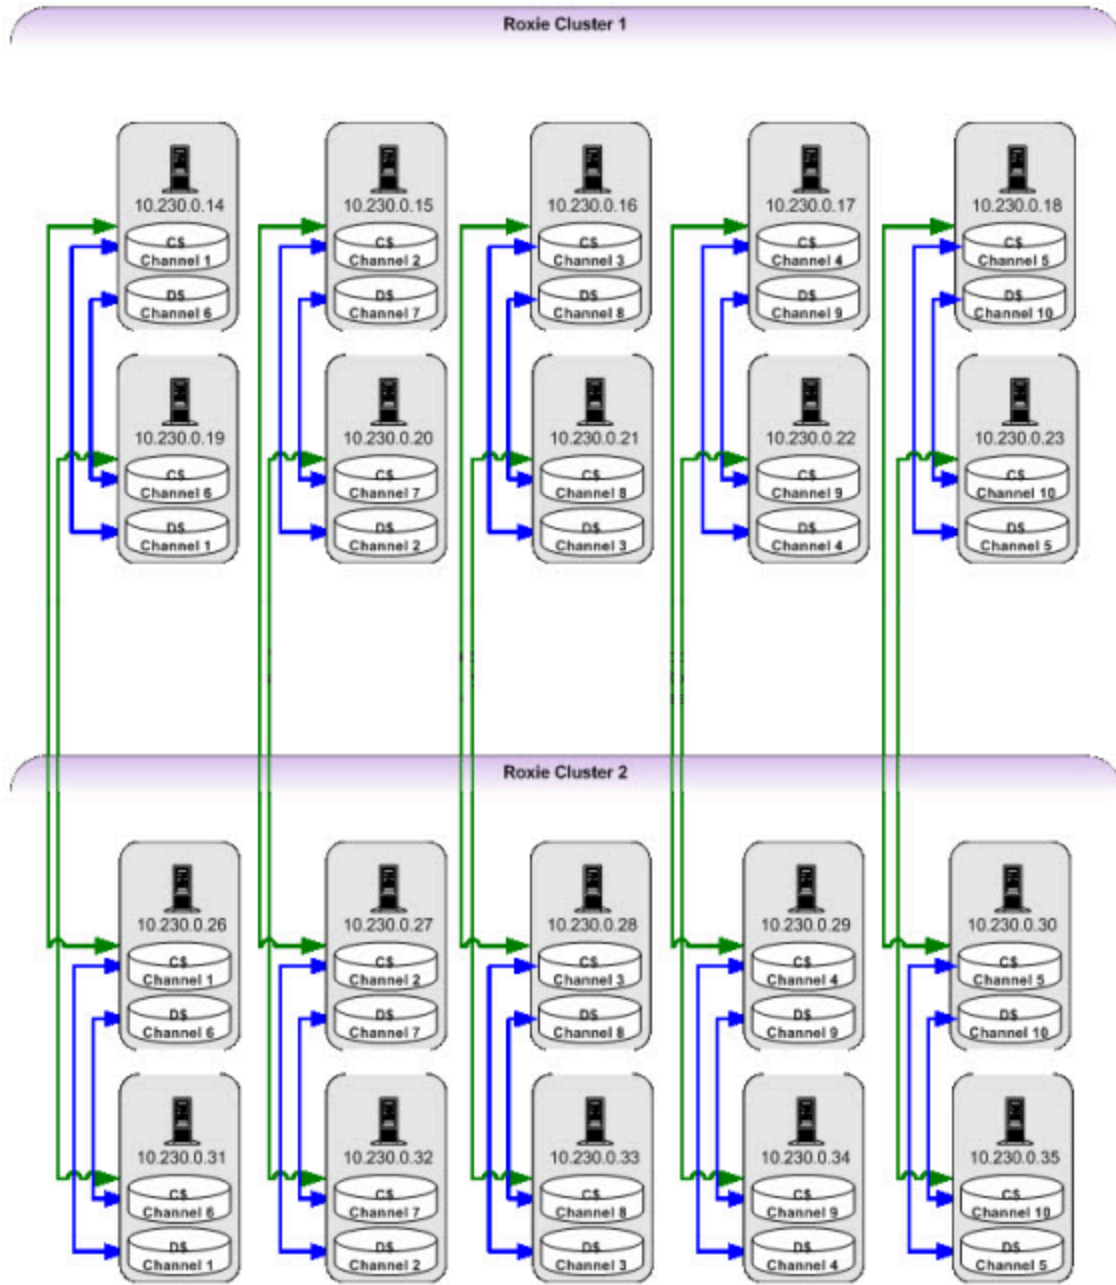 Roxie Cluster 1
10.230.0.14 10.230.0.15 10.230.0.16 10.230.0.17 10.230.0.18
C$ C$ C$ C$ C$
Channel 1 Channel 2 Channel 3 Channel 4 Channel 5
D$ D$ D$ D$ D$
Channel 6 Channel 7 Channel 8 Channel 9 Channel 10
10.230.0.19 10.230.0.20 10.230.0.21 10.230.0.22 10.230.0.23
C$ C$ C$ C$ C$
Channel 6 Channel 7 Channel 8 Channel 9 Channel 10
D$ D$ D$ D$ D$
Channel 1 Channel 2 Channel 3 Channel 4 Channel 5
Roxie Cluster 2
10.230.0.26 10.230.0.27 10.230.0.28 10.230.0.29 10.230.0.30
C$ C$ C$ C$ C$
Channel 1 Channel 2 Channel 3 Channel 4 Channel 5
D$ D$ D$ D$ D$
Channel 6 Channel 7 Channel 8 Channel 9 Channel 10
10.230.0.31 10.230.0.32 10.230.0.33 10.230.0.34 10.230.0.35
C$ C$ C$ C$ C$
Channel 6 Channel 7 Channel 8 Channel 9 Channel 10
D$ D$ D$ D$ D$
Channel 1 Channel 2 Channel 3 Channel 4 Channel 5